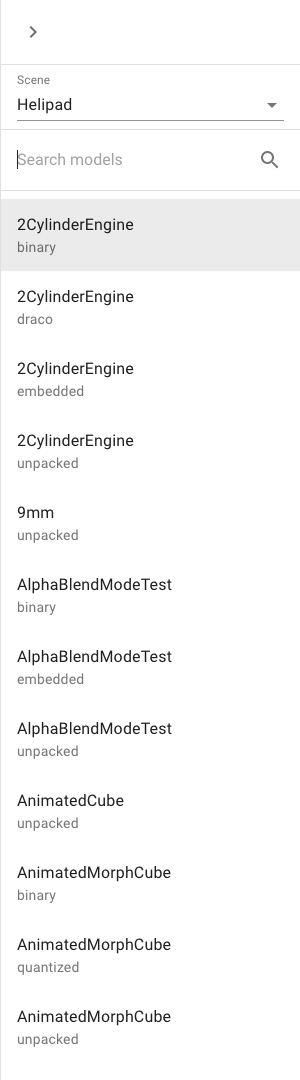 Scene
Helipad
Search models
2CylinderEngine
binary
2CylinderEngine
draco
2CylinderEngine
embedded
2CylinderEngine
unpacked
9mm
unpacked
AlphaBlendModeTest
binary
AlphaBlendModeTest
embedded
AlphaBlendModeTest
unpacked
AnimatedCube
unpacked
AnimatedMorphCube
binary
AnimatedMorphCube
quantized
AnimatedMorphCube
unpacked